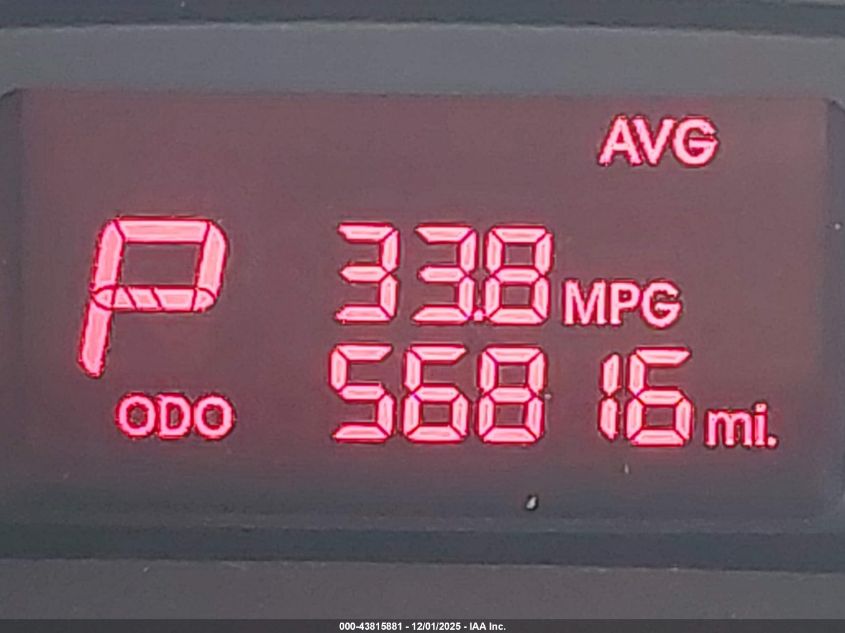 AVG
P
33.8 MPG
ODO 56816 mi.
000-43815881 - 12/01/2025 - IAA Inc.